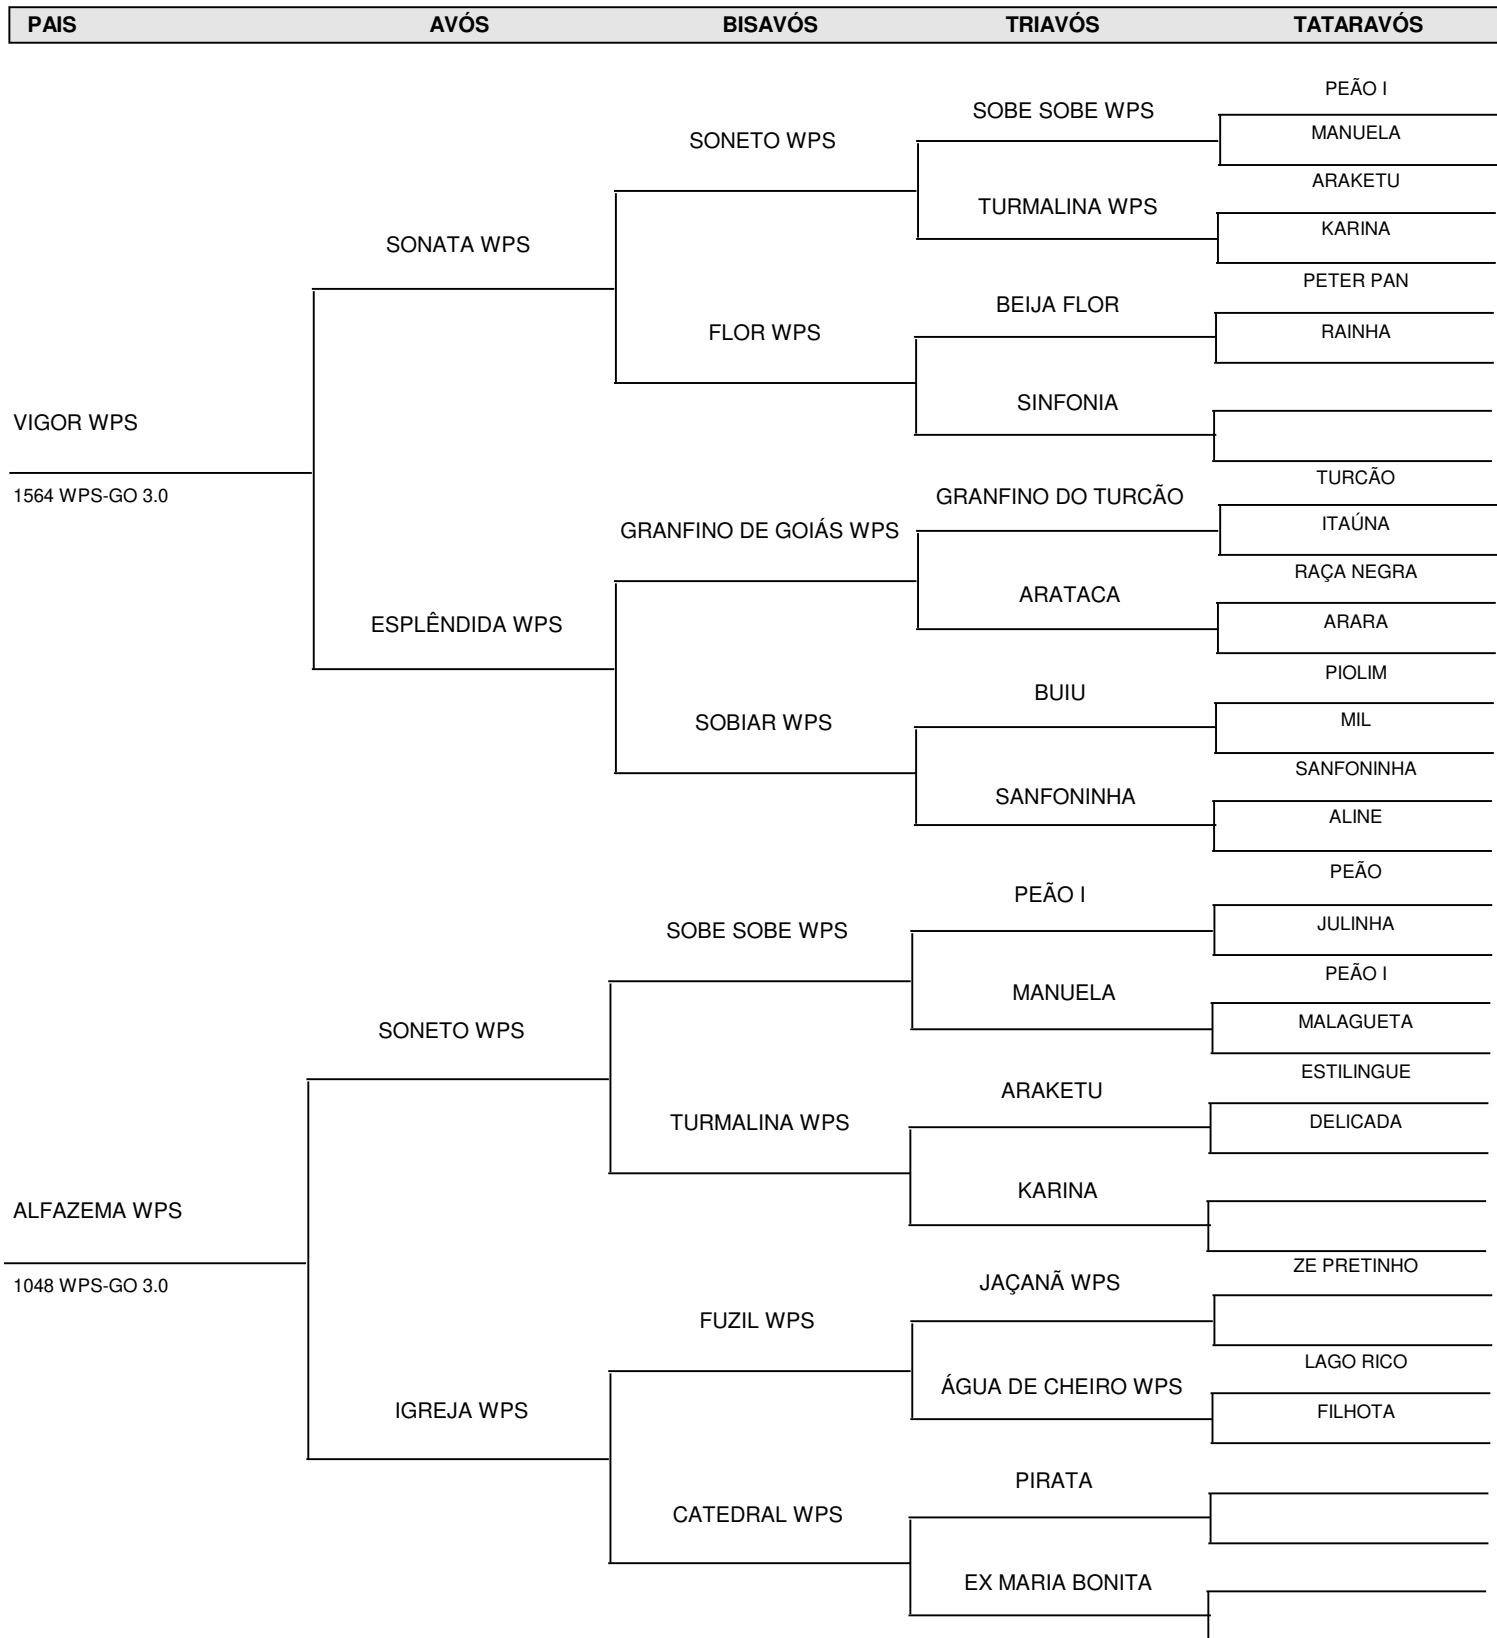 PAIS AVÓS BISAVÓS TRIAVÓS TATARAVÓS
PEÃO I
SOBE SOBE WPS
MANUELA
SONETO WPS
ARAKETU
TURMALINA WPS
KARINA
SONATA WPS
PETER PAN
BEIJA FLOR
RAINHA
FLOR WPS
SINFONIA
VIGOR WPS
TURCÃO
1564 WPS-GO 3.0
GRANFINO DO TURCÃO
ITAÚNA
GRANFINO DE GOIÁS WPS
RAÇA NEGRA
ARATACA
ARARA
ESPLÊNDIDA WPS
PIOLIM
BUIU
MIL
SOBIAR WPS
SANFONINHA
SANFONINHA
ALINE
PEÃO
PEÃO I
JULINHA
SOBE SOBE WPS
PEÃO I
MANUELA
MALAGUETA
SONETO WPS
ESTILINGUE
ARAKETU
DELICADA
TURMALINA WPS
KARINA
ALFAZEMA WPS
ZE PRETINHO
1048 WPS-GO 3.0
JAÇANÃ WPS
FUZIL WPS
LAGO RICO
ÁGUA DE CHEIRO WPS
IGREJA WPS
FILHOTA
PIRATA
CATEDRAL WPS
EX MARIA BONITA